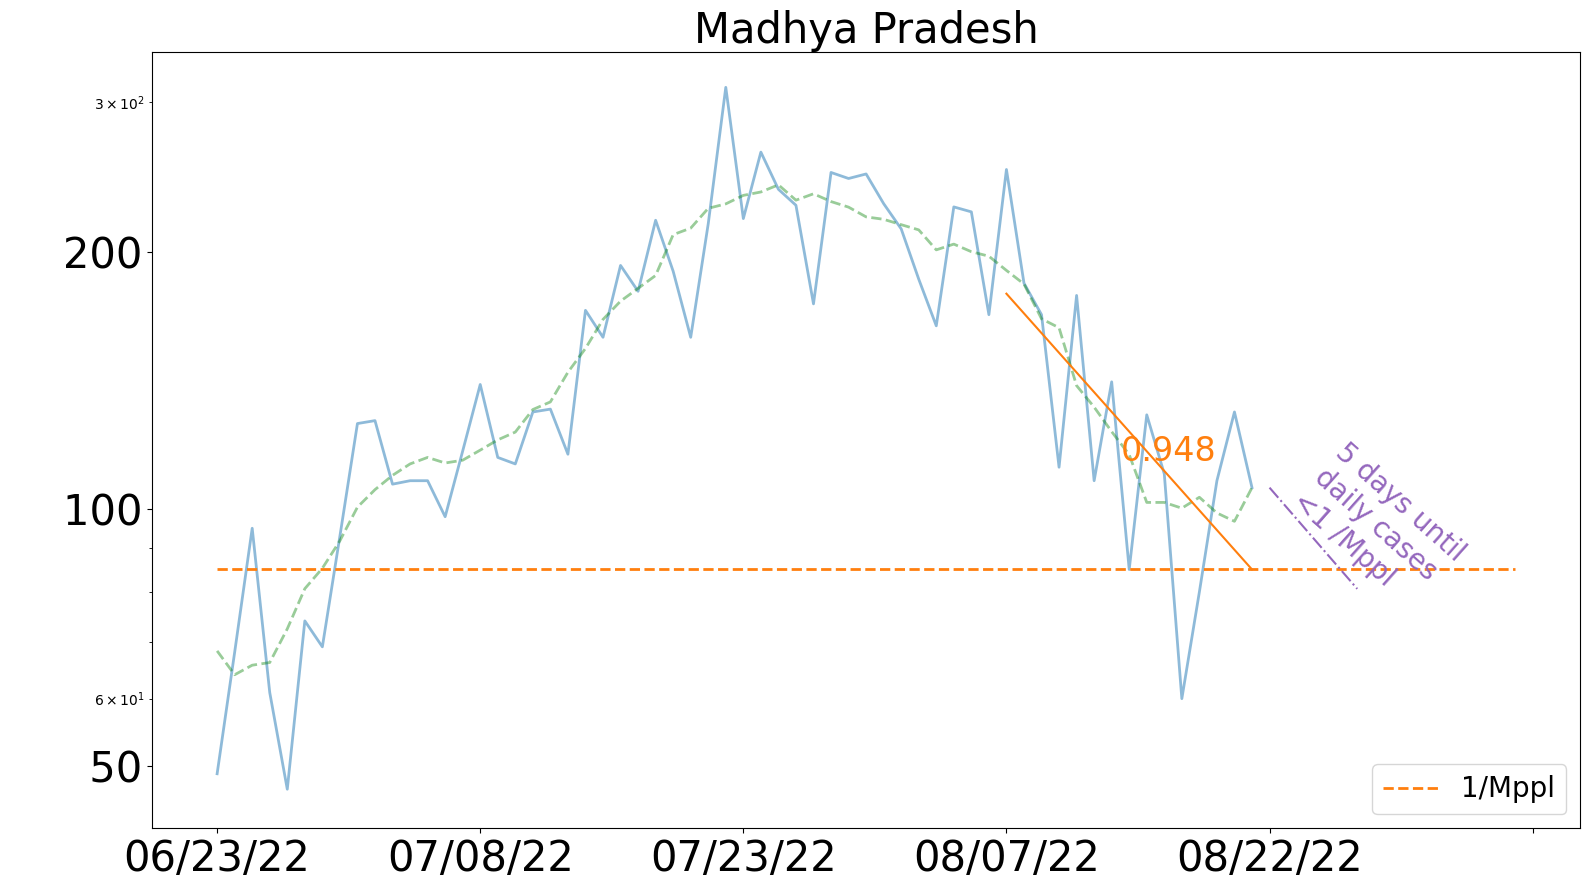 Madhya Pradesh
3 × 10²
200
100
6 × 10¹
50
0.948
5 days until
daily cases
<1 /Mppl
1/Mppl
06/23/22 07/08/22 07/23/22 08/07/22 08/22/22